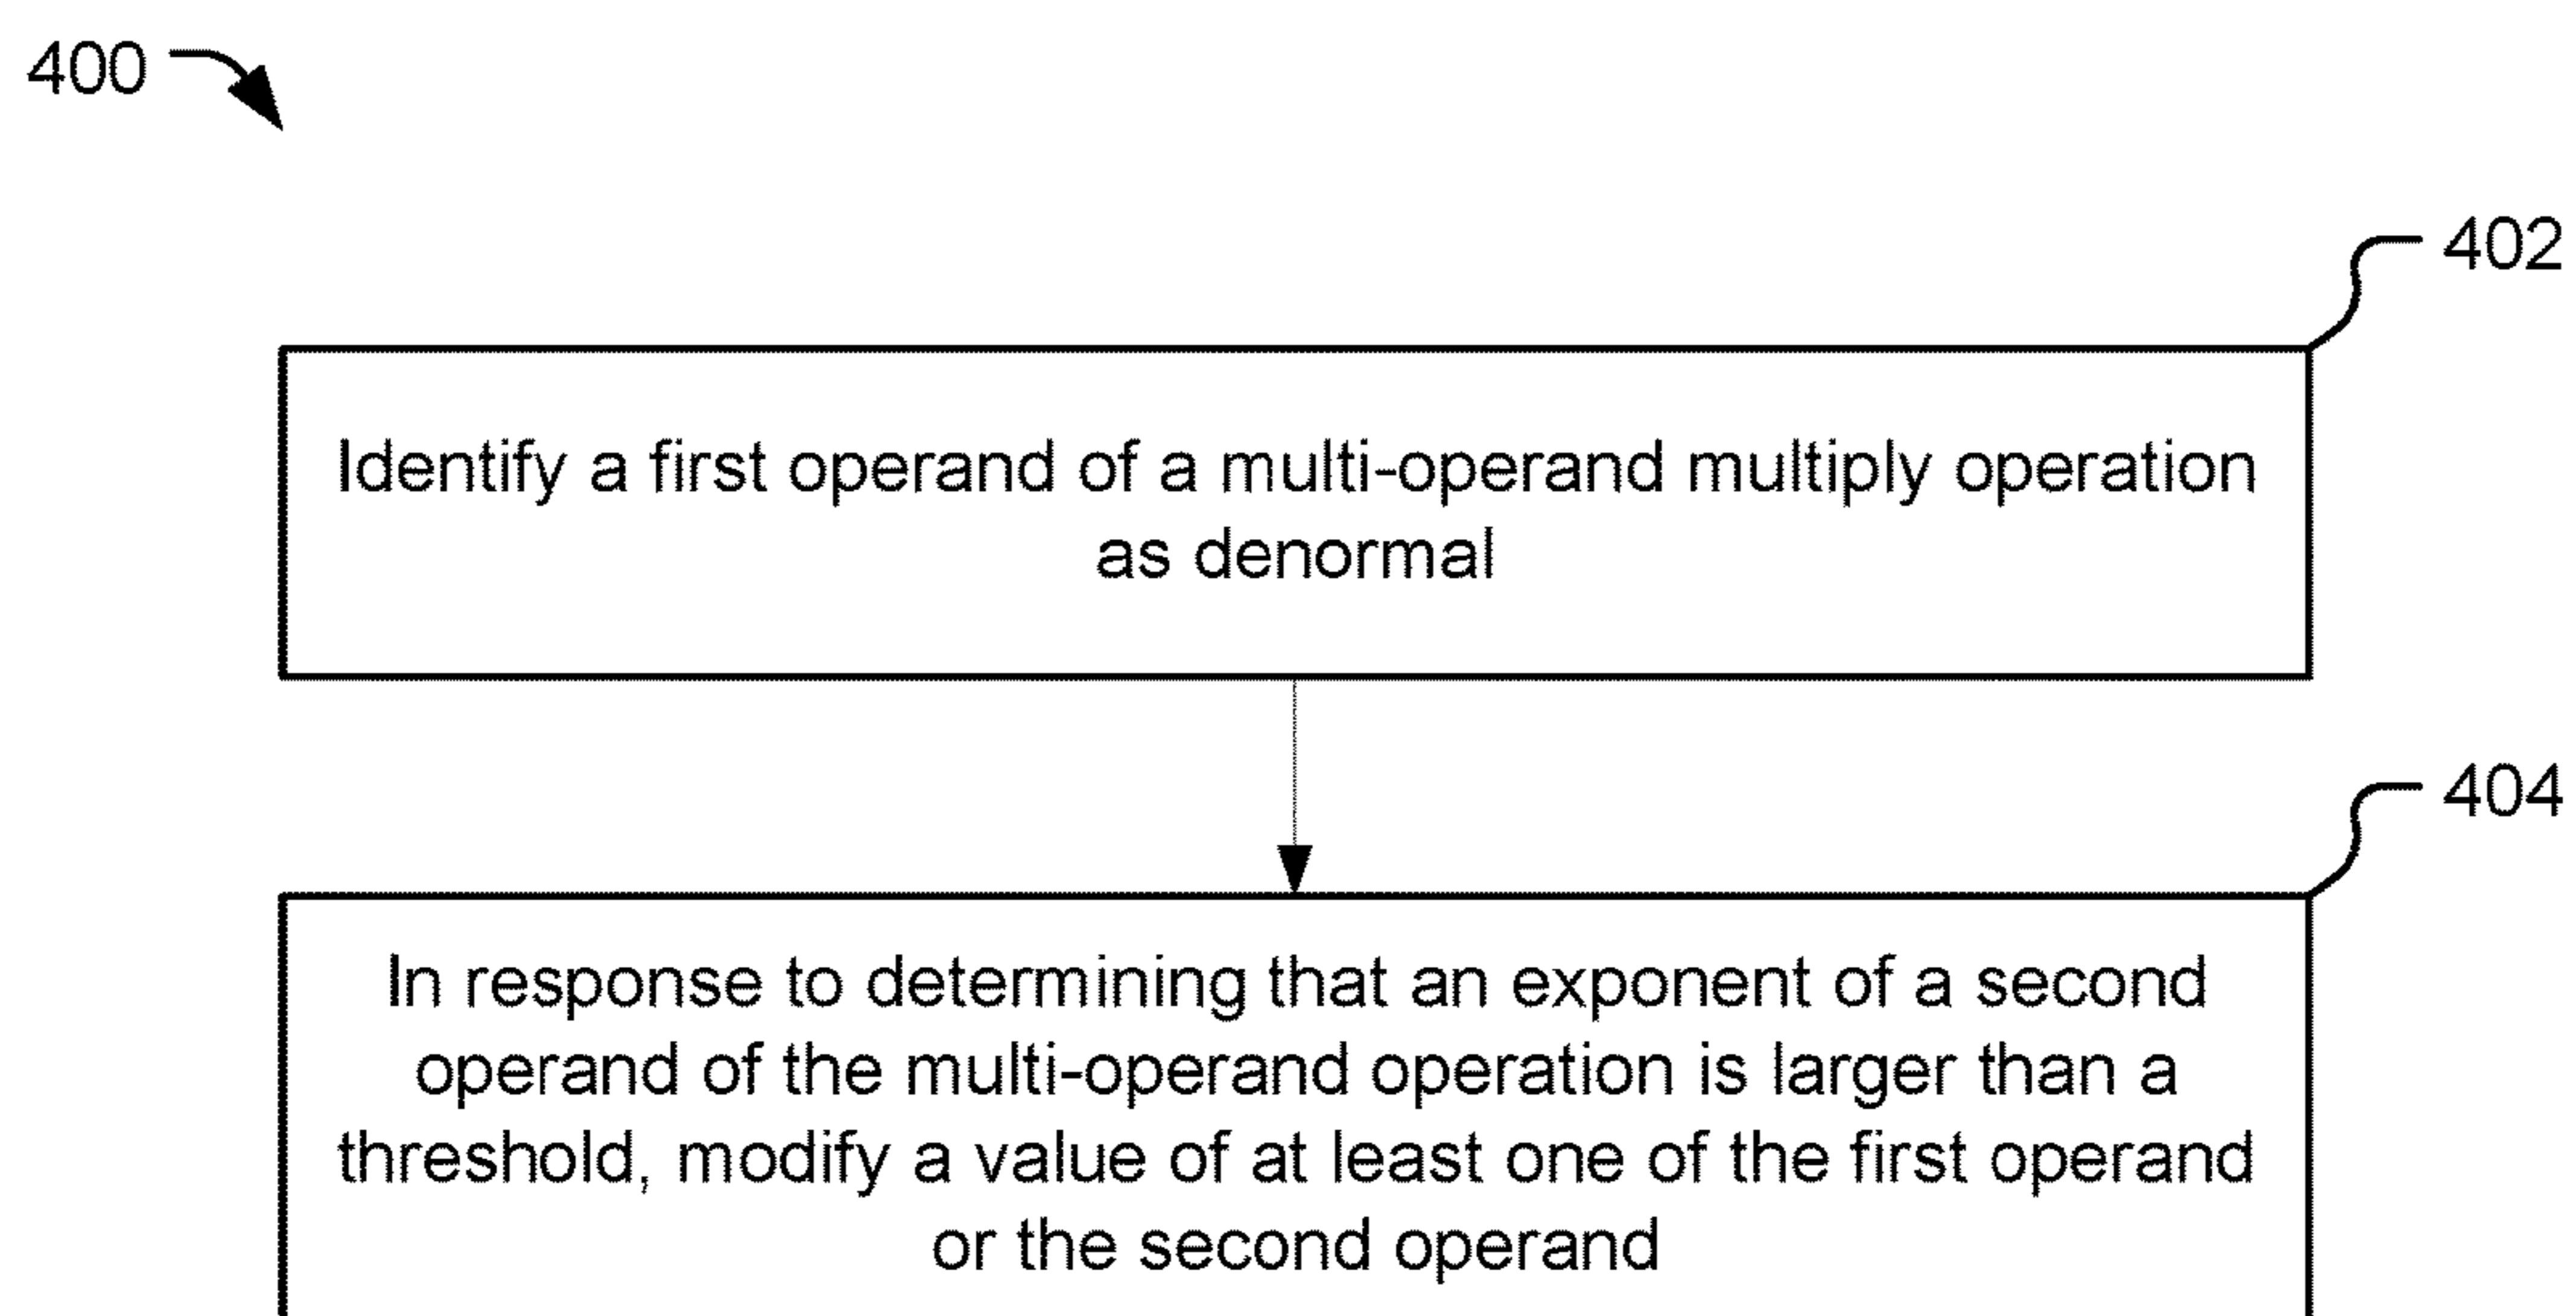 400
402
Identify a first operand of a multi-operand multiply operation
as denormal
404
In response to determining that an exponent of a second
operand of the multi-operand operation is larger than a
threshold, modify a value of at least one of the first operand
or the second operand